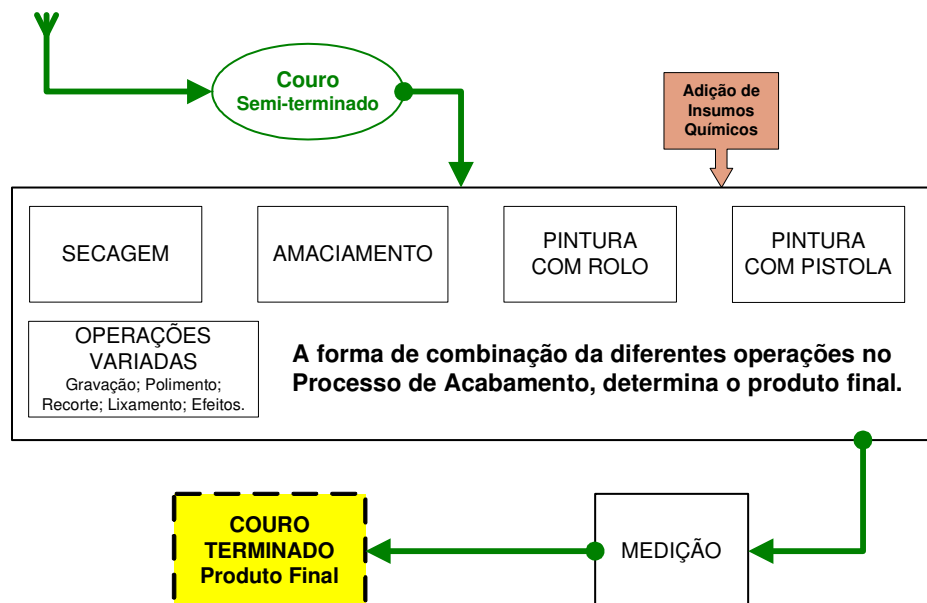 Couro
Semi-terminado
Adição de
Insumos
Químicos
SECAGEM
AMACIAMENTO
PINTURA
COM ROLO
PINTURA
COM PISTOLA
OPERAÇÕES
VARIADAS
Gravação; Polimento;
Recorte; Lixamento; Efeitos.
A forma de combinação da diferentes operações no
Processo de Acabamento, determina o produto final.
COURO
TERMINADO
Produto Final
MEDIÇÃO